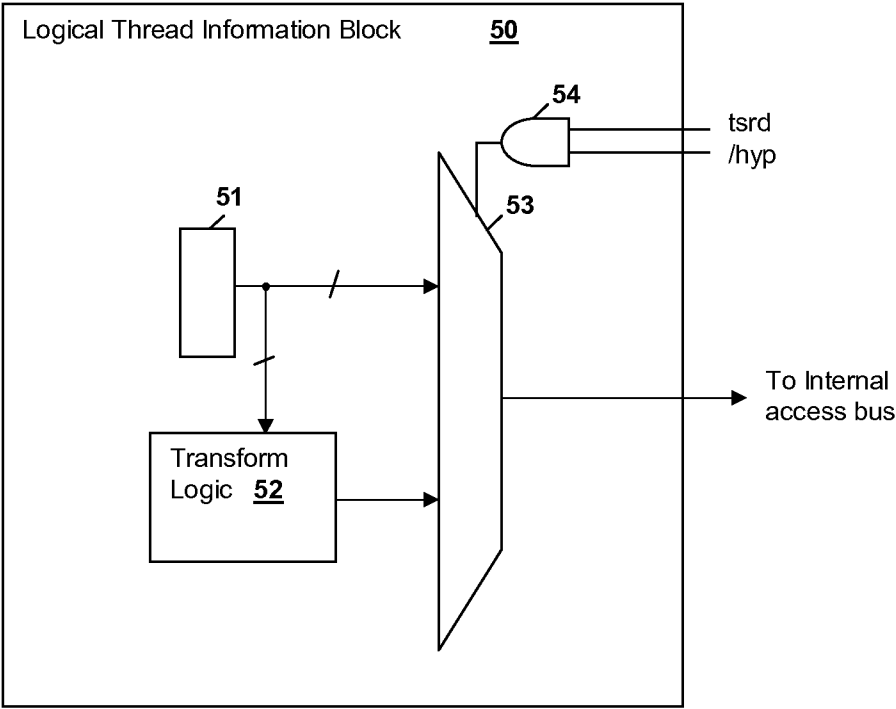 Logical Thread Information Block 50
54
tsrd
/hyp
51
53
To Internal
access bus
Transform
Logic 52